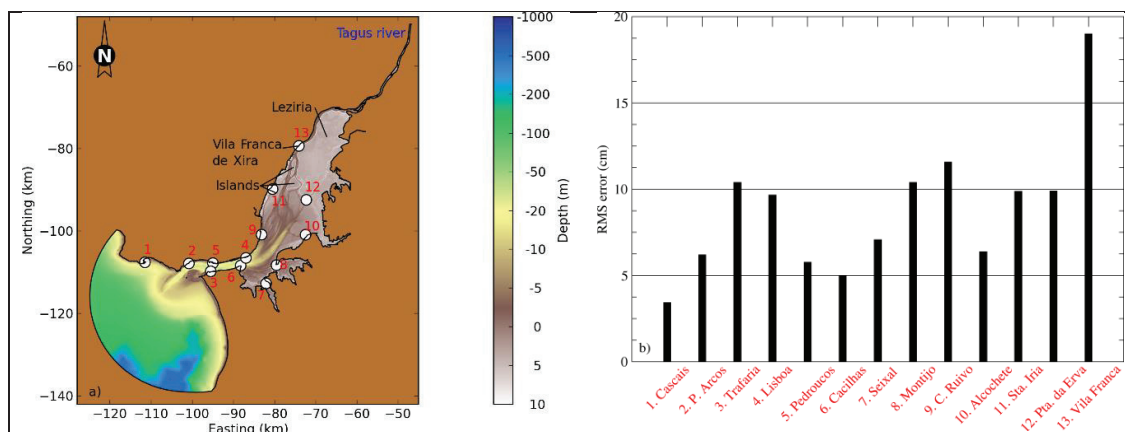 Tagus river
N
Leziria
13
Vila Franca
de Xira
Islands
12
11
9
10
4
1
2
5
6
8
3
7
a)
−60
−80
−100
−120
−140
Northing (km)
−120
−110
−100
−90
−80
−70
−60
−50
Easting (km)
-1000
-500
-200
-100
-50
-20
-10
-5
0
5
10
Depth (m)
20
15
10
5
0
RMS error (cm)
b)
1. Cascais
2. P. Arcos
3. Trafaria
4. Lisboa
5. Pedroucos
6. Cacilhas
7. Seixal
8. Montijo
9. C. Ruivo
10. Alcochete
11. Sta. Iria
12. Pta. da Erva
13. Vila Franca